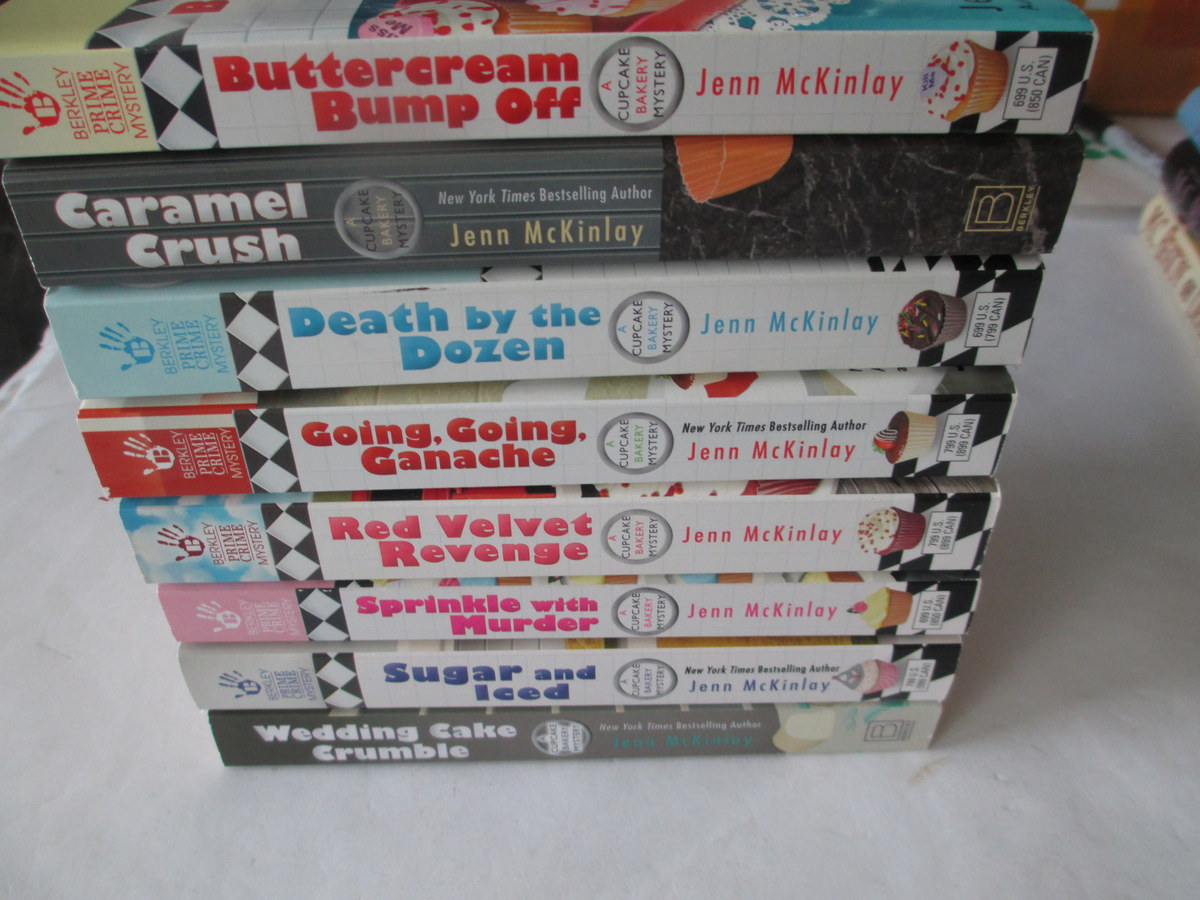 BERKLEY
PRIME
CRIME
MYSTERY
Buttercream
Bump Off
A
CUPCAKE
BAKERY
MYSTERY
Jenn McKinlay
699 U.S.
(850 CAN)
Caramel
Crush
A
CUPCAKE
BAKERY
MYSTERY
New York Times Bestselling Author
Jenn McKinlay
B
BERKLEY
BERKLEY
PRIME
CRIME
MYSTERY
Death by the
Dozen
A
CUPCAKE
BAKERY
MYSTERY
Jenn McKinlay
699 U.S.
(799 CAN)
BERKLEY
PRIME
CRIME
MYSTERY
Going, Going,
Ganache
A
CUPCAKE
BAKERY
MYSTERY
New York Times Bestselling Author
Jenn McKinlay
799 U.S.
(899 CAN)
BERKLEY
PRIME
CRIME
MYSTERY
Red Velvet
Revenge
A
CUPCAKE
BAKERY
MYSTERY
Jenn McKinlay
799 U.S.
(899 CAN)
BERKLEY
PRIME
CRIME
MYSTERY
Sprinkle with
Murder
A
CUPCAKE
BAKERY
MYSTERY
Jenn McKinlay
699 U.S.
(850 CAN)
BERKLEY
PRIME
CRIME
MYSTERY
Sugar and
Iced
A
CUPCAKE
BAKERY
MYSTERY
New York Times Bestselling Author
Jenn McKinlay
Wedding Cake
Crumble
A
CUPCAKE
BAKERY
MYSTERY
New York Times Bestselling Author
Jenn McKinlay
B